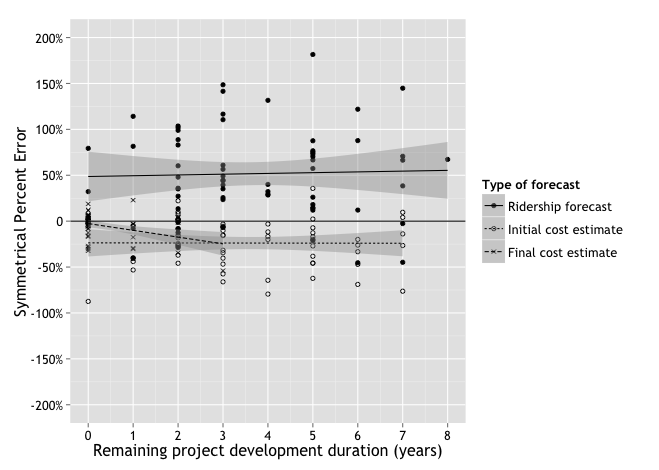 200%
150%
100%
50%
0
-50%
-100%
-150%
-200%
Symmetrical Percent Error
0 1 2 3 4 5 6 7 8
Remaining project development duration (years)
Type of forecast
Ridership forecast
Initial cost estimate
Final cost estimate